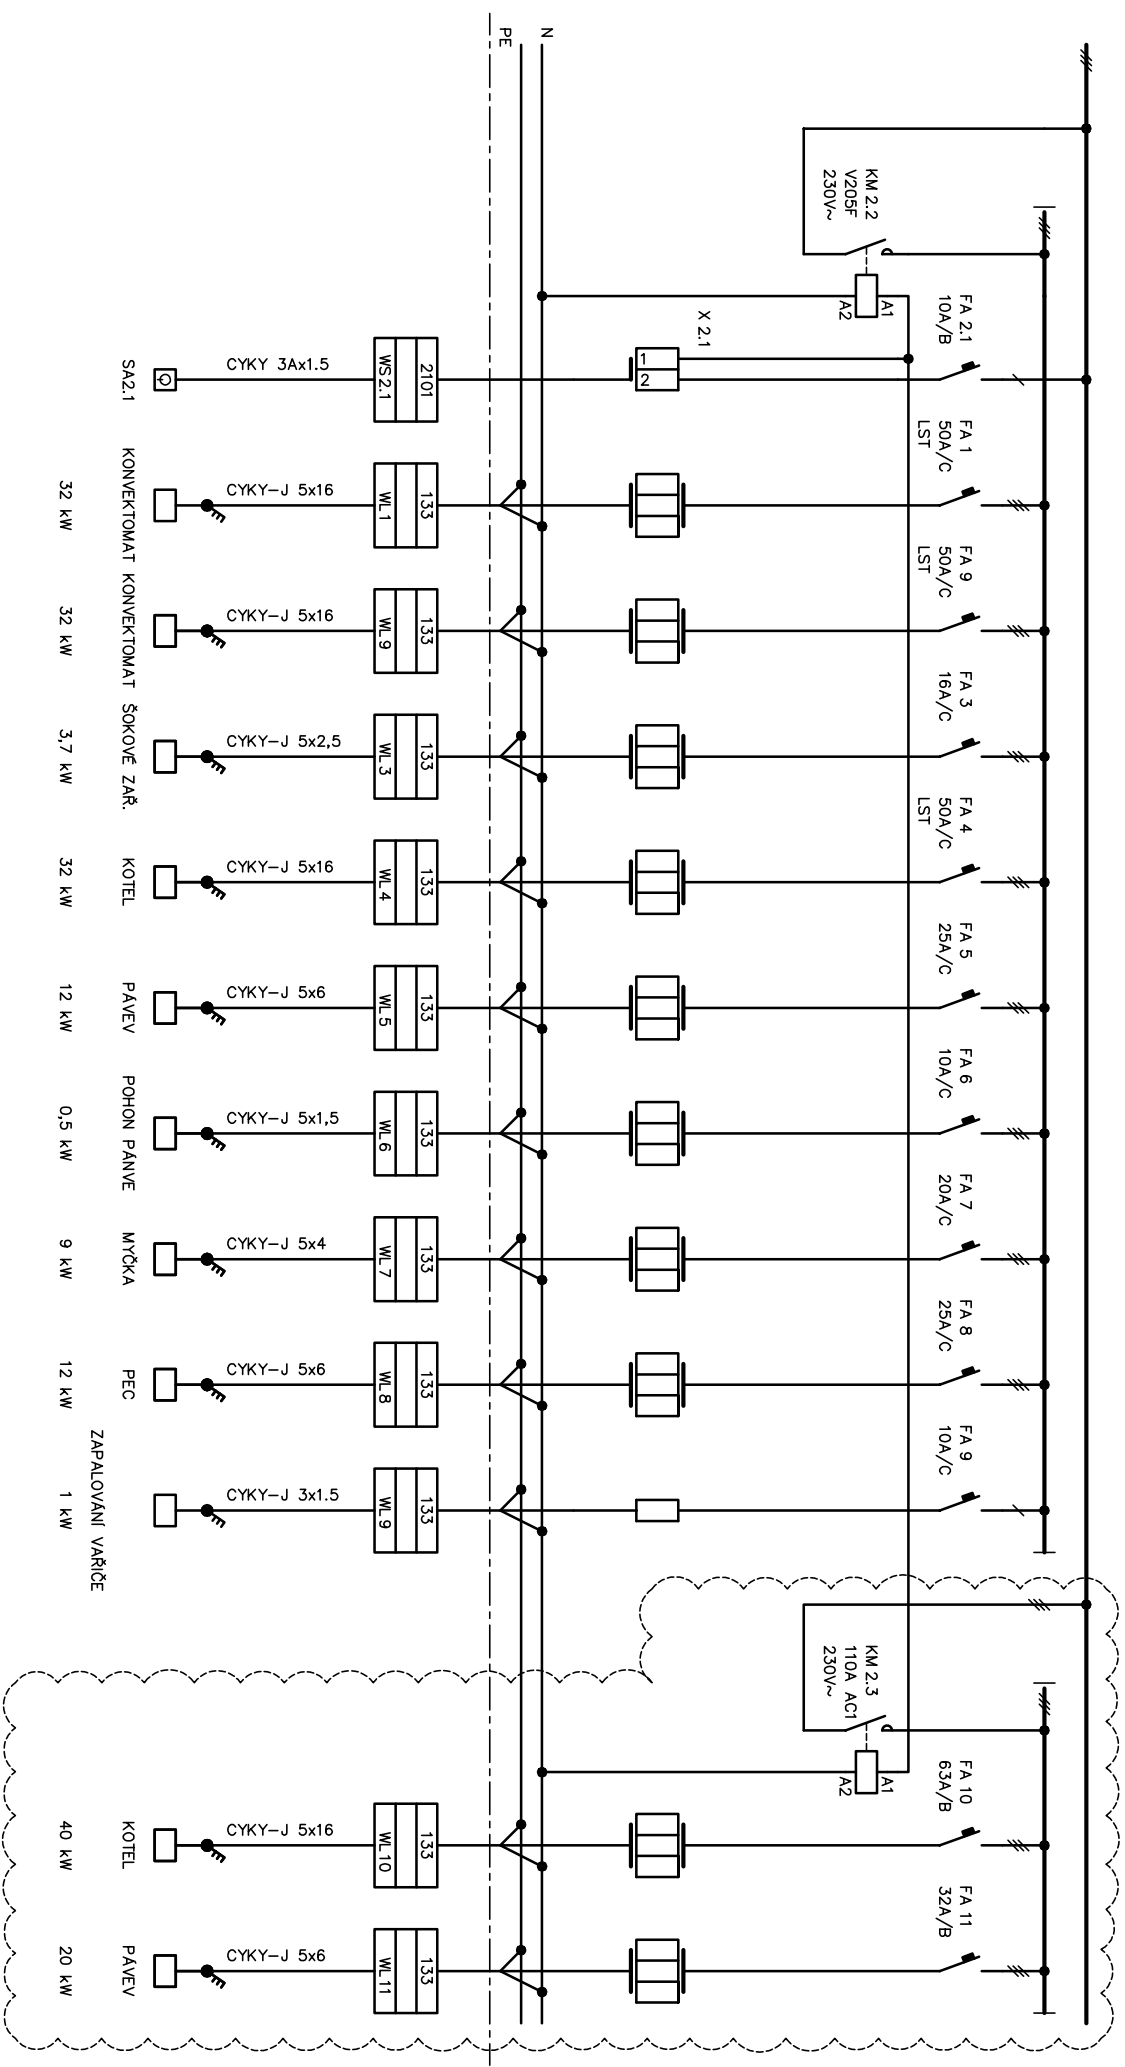 N
PE
KM 2.2
V205F
230V~
A1
A2
FA 2.1
10A/B
X 2.1
1
2
2101
WS2.1
CYKY 3Ax1.5
SA2.1
FA 1
50A/C
LST
133
WL1
CYKY-J 5x16
KONVEKTOMAT
32 kW
FA 9
50A/C
LST
133
WL9
CYKY-J 5x16
KONVEKTOMAT
32 kW
FA 3
16A/C
133
WL3
CYKY-J 5x2,5
ŠOKOVÉ ZAŘ.
3,7 kW
FA 4
50A/C
LST
133
WL4
CYKY-J 5x16
KOTEL
32 kW
FA 5
25A/C
133
WL5
CYKY-J 5x6
PÁVEV
12 kW
FA 6
10A/C
133
WL6
CYKY-J 5x1,5
POHON PÁNVE
0,5 kW
FA 7
20A/C
133
WL7
CYKY-J 5x4
MYČKA
9 kW
FA 8
25A/C
133
WL8
CYKY-J 5x6
PEC
12 kW
FA 9
10A/C
133
WL9
CYKY-J 3x1.5
ZAPALOVÁNÍ VAŘIČE
1 kW
KM 2.3
110A AC1
230V~
A1
A2
FA 10
63A/B
133
WL10
CYKY-J 5x16
KOTEL
40 kW
FA 11
32A/B
133
WL11
CYKY-J 5x6
PÁVEV
20 kW